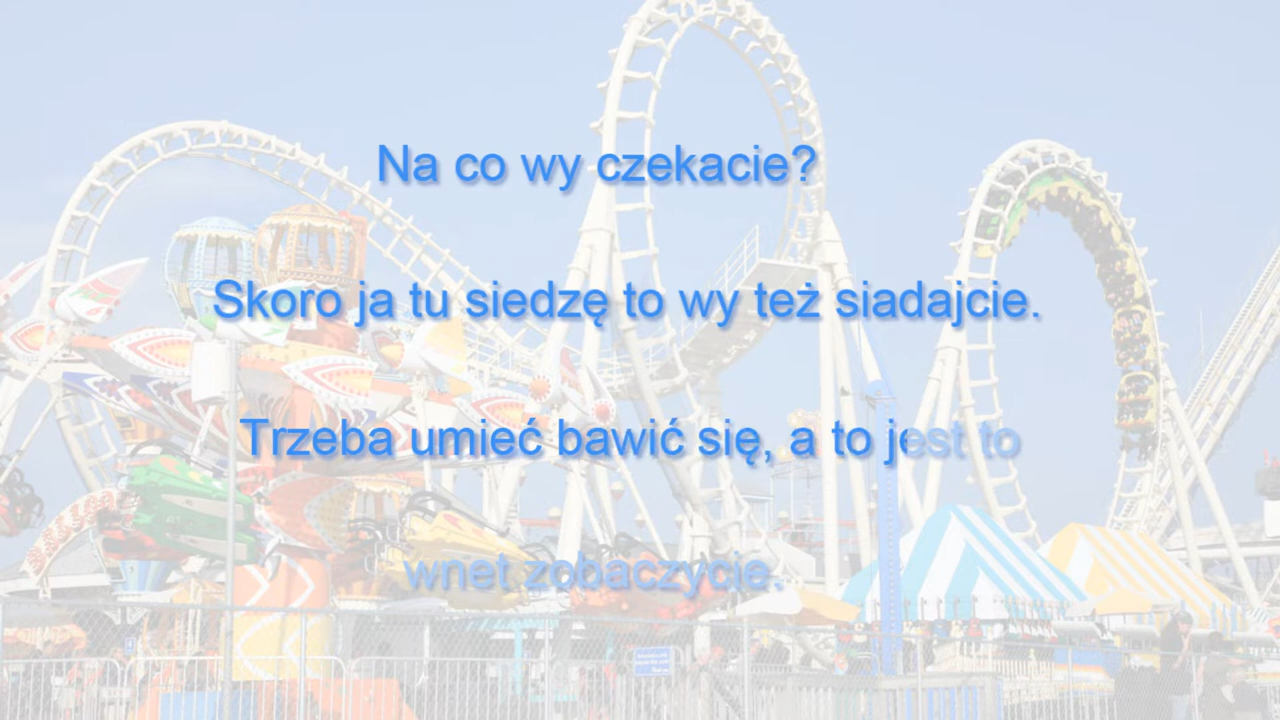 Na co wy czekacie?
Skoro ja tu siedzę to wy też siadajcie.
Trzeba umieć bawić się, a to jest to
wnet zobaczycie.